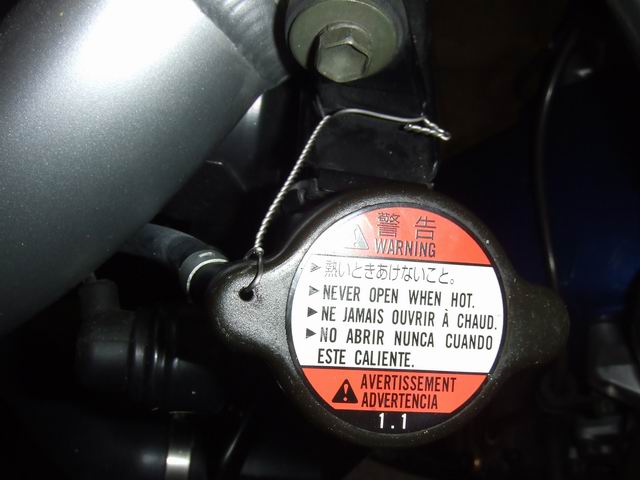 警告
WARNING
熱いときあけないこと。
NEVER OPEN WHEN HOT.
NE JAMAIS OUVRIR À CHAUD.
NO ABRIR NUNCA CUANDO
ESTE CALIENTE.
AVERTISSEMENT
ADVERTENCIA
1.1